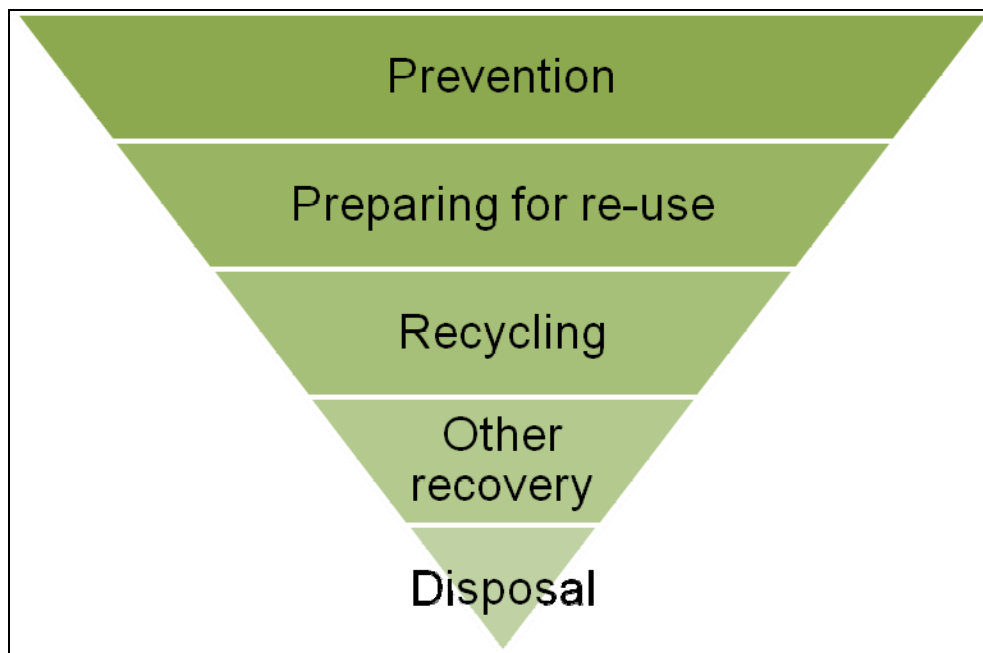 Prevention
Preparing for re-use
Recycling
Other
recovery
Disposal